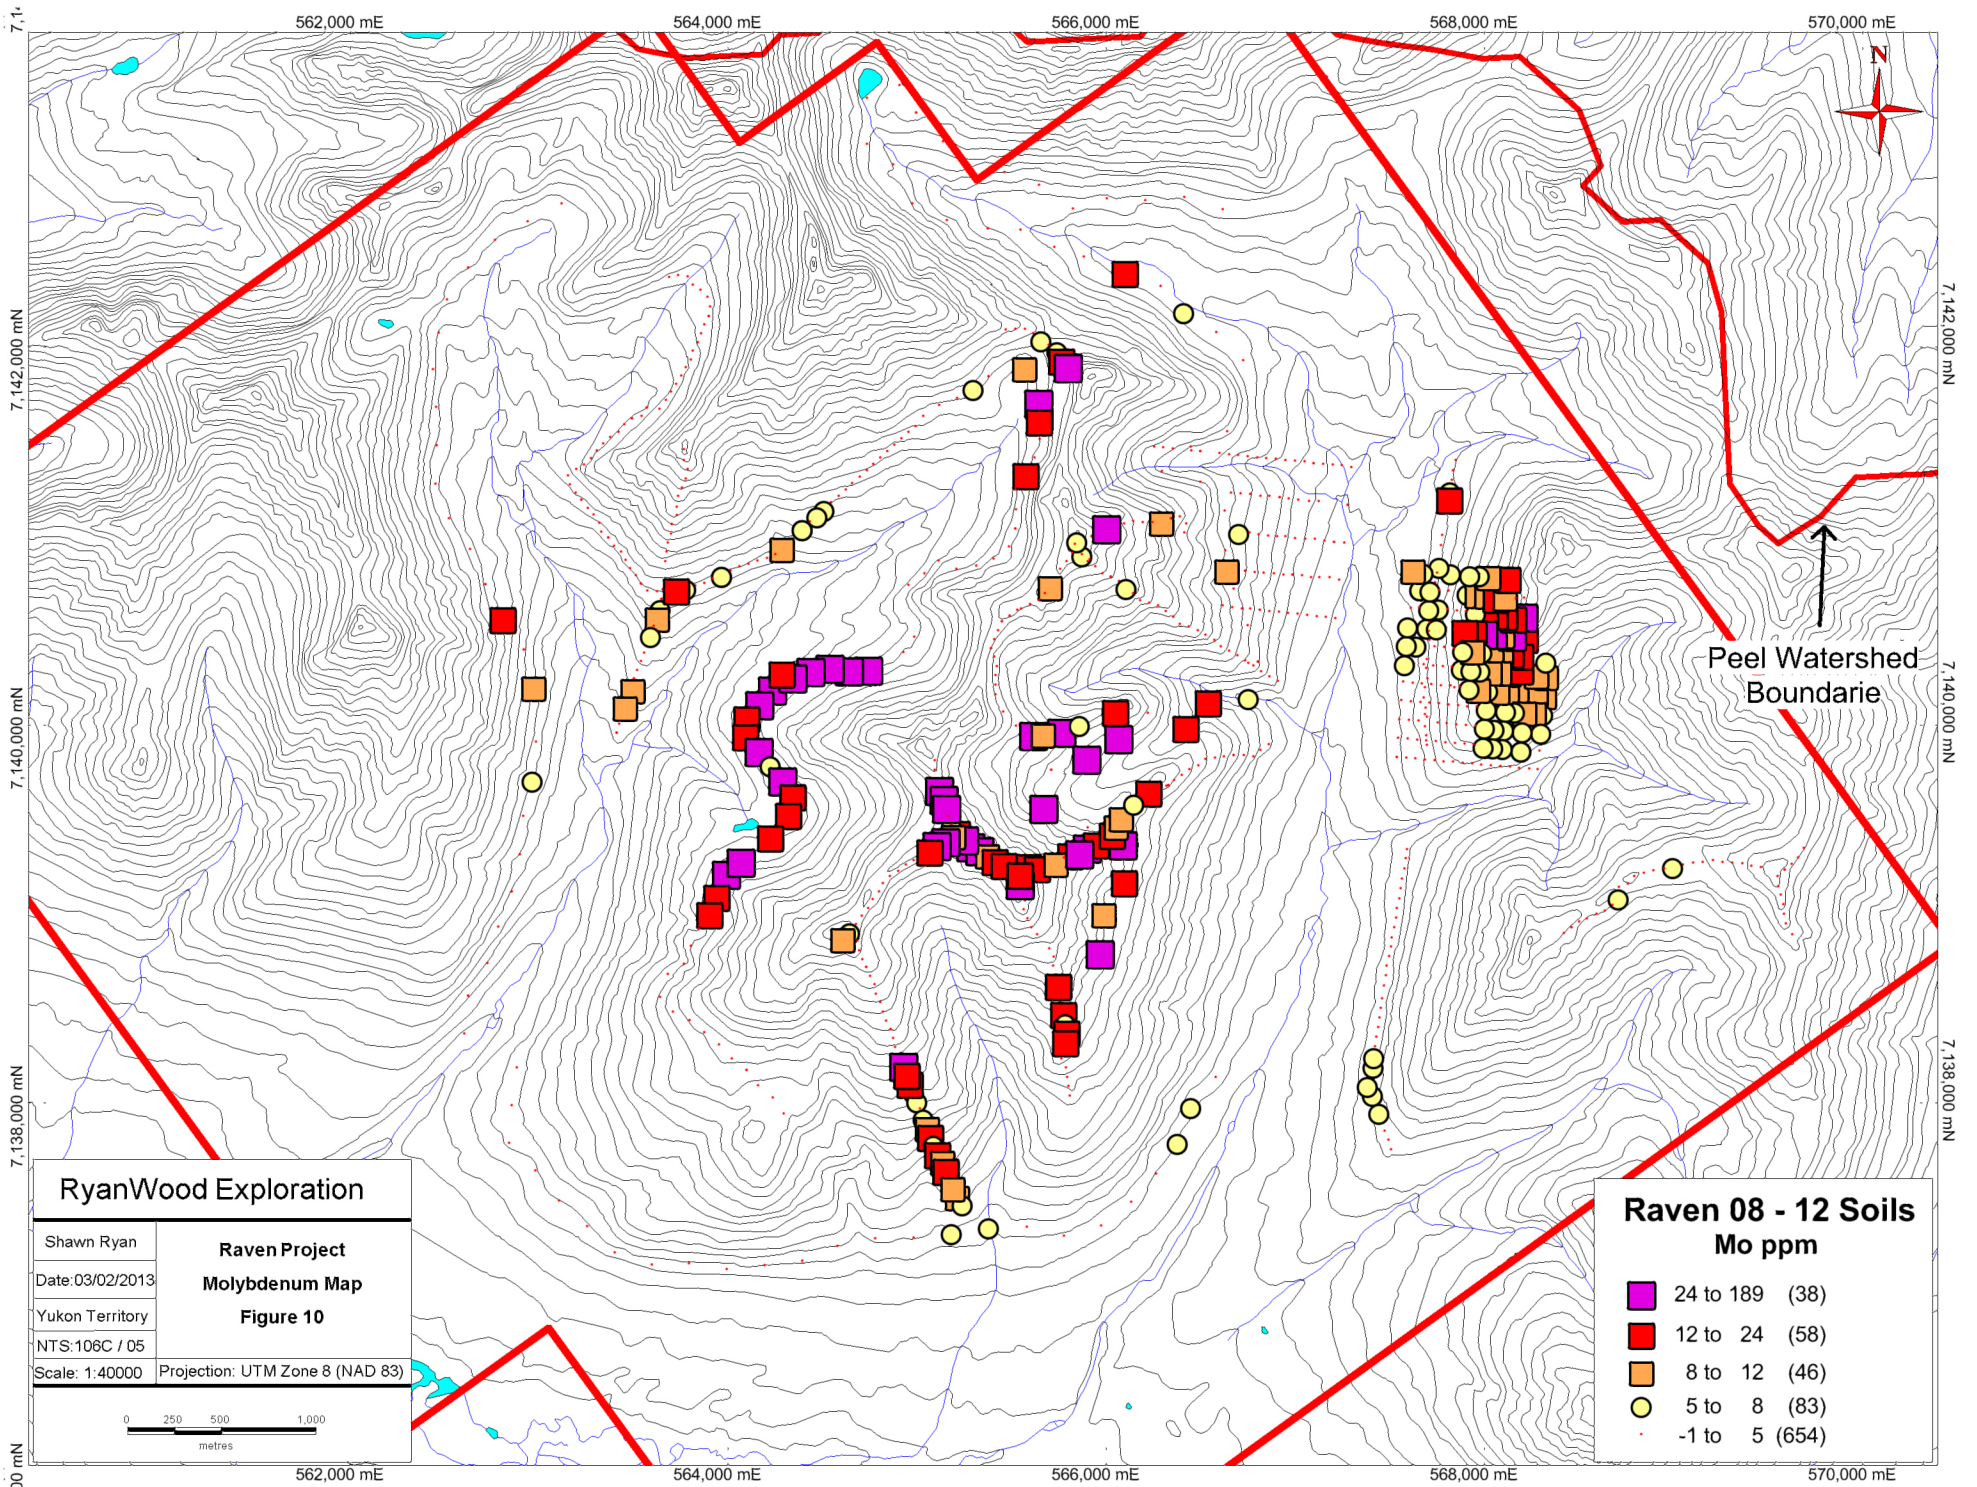 7,14
562,000 mE
564,000 mE
566,000 mE
568,000 mE
570,000 mE
N
7,142,000 mN
7,142,000 mN
Peel Watershed
Boundarie
7,140,000 mN
7,140,000 mN
7,138,000 mN
7,138,000 mN
RyanWood Exploration
Shawn Ryan
Date:03/02/2013
Yukon Territory
NTS:106C / 05
Scale: 1:40000
Raven Project
Molybdenum Map
Figure 10
Projection: UTM Zone 8 (NAD 83)
0 250 500 1,000
metres
Raven 08 - 12 Soils
Mo ppm
24 to 189 (38)
12 to 24 (58)
8 to 12 (46)
5 to 8 (83)
-1 to 5 (654)
00 mN
562,000 mE
564,000 mE
566,000 mE
568,000 mE
570,000 mE